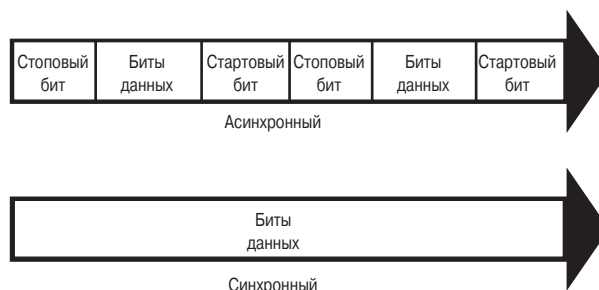 Стоповый бит
Биты данных
Стартовый бит
Стоповый бит
Биты данных
Стартовый бит
Асинхронный
Биты данных
Синхронный